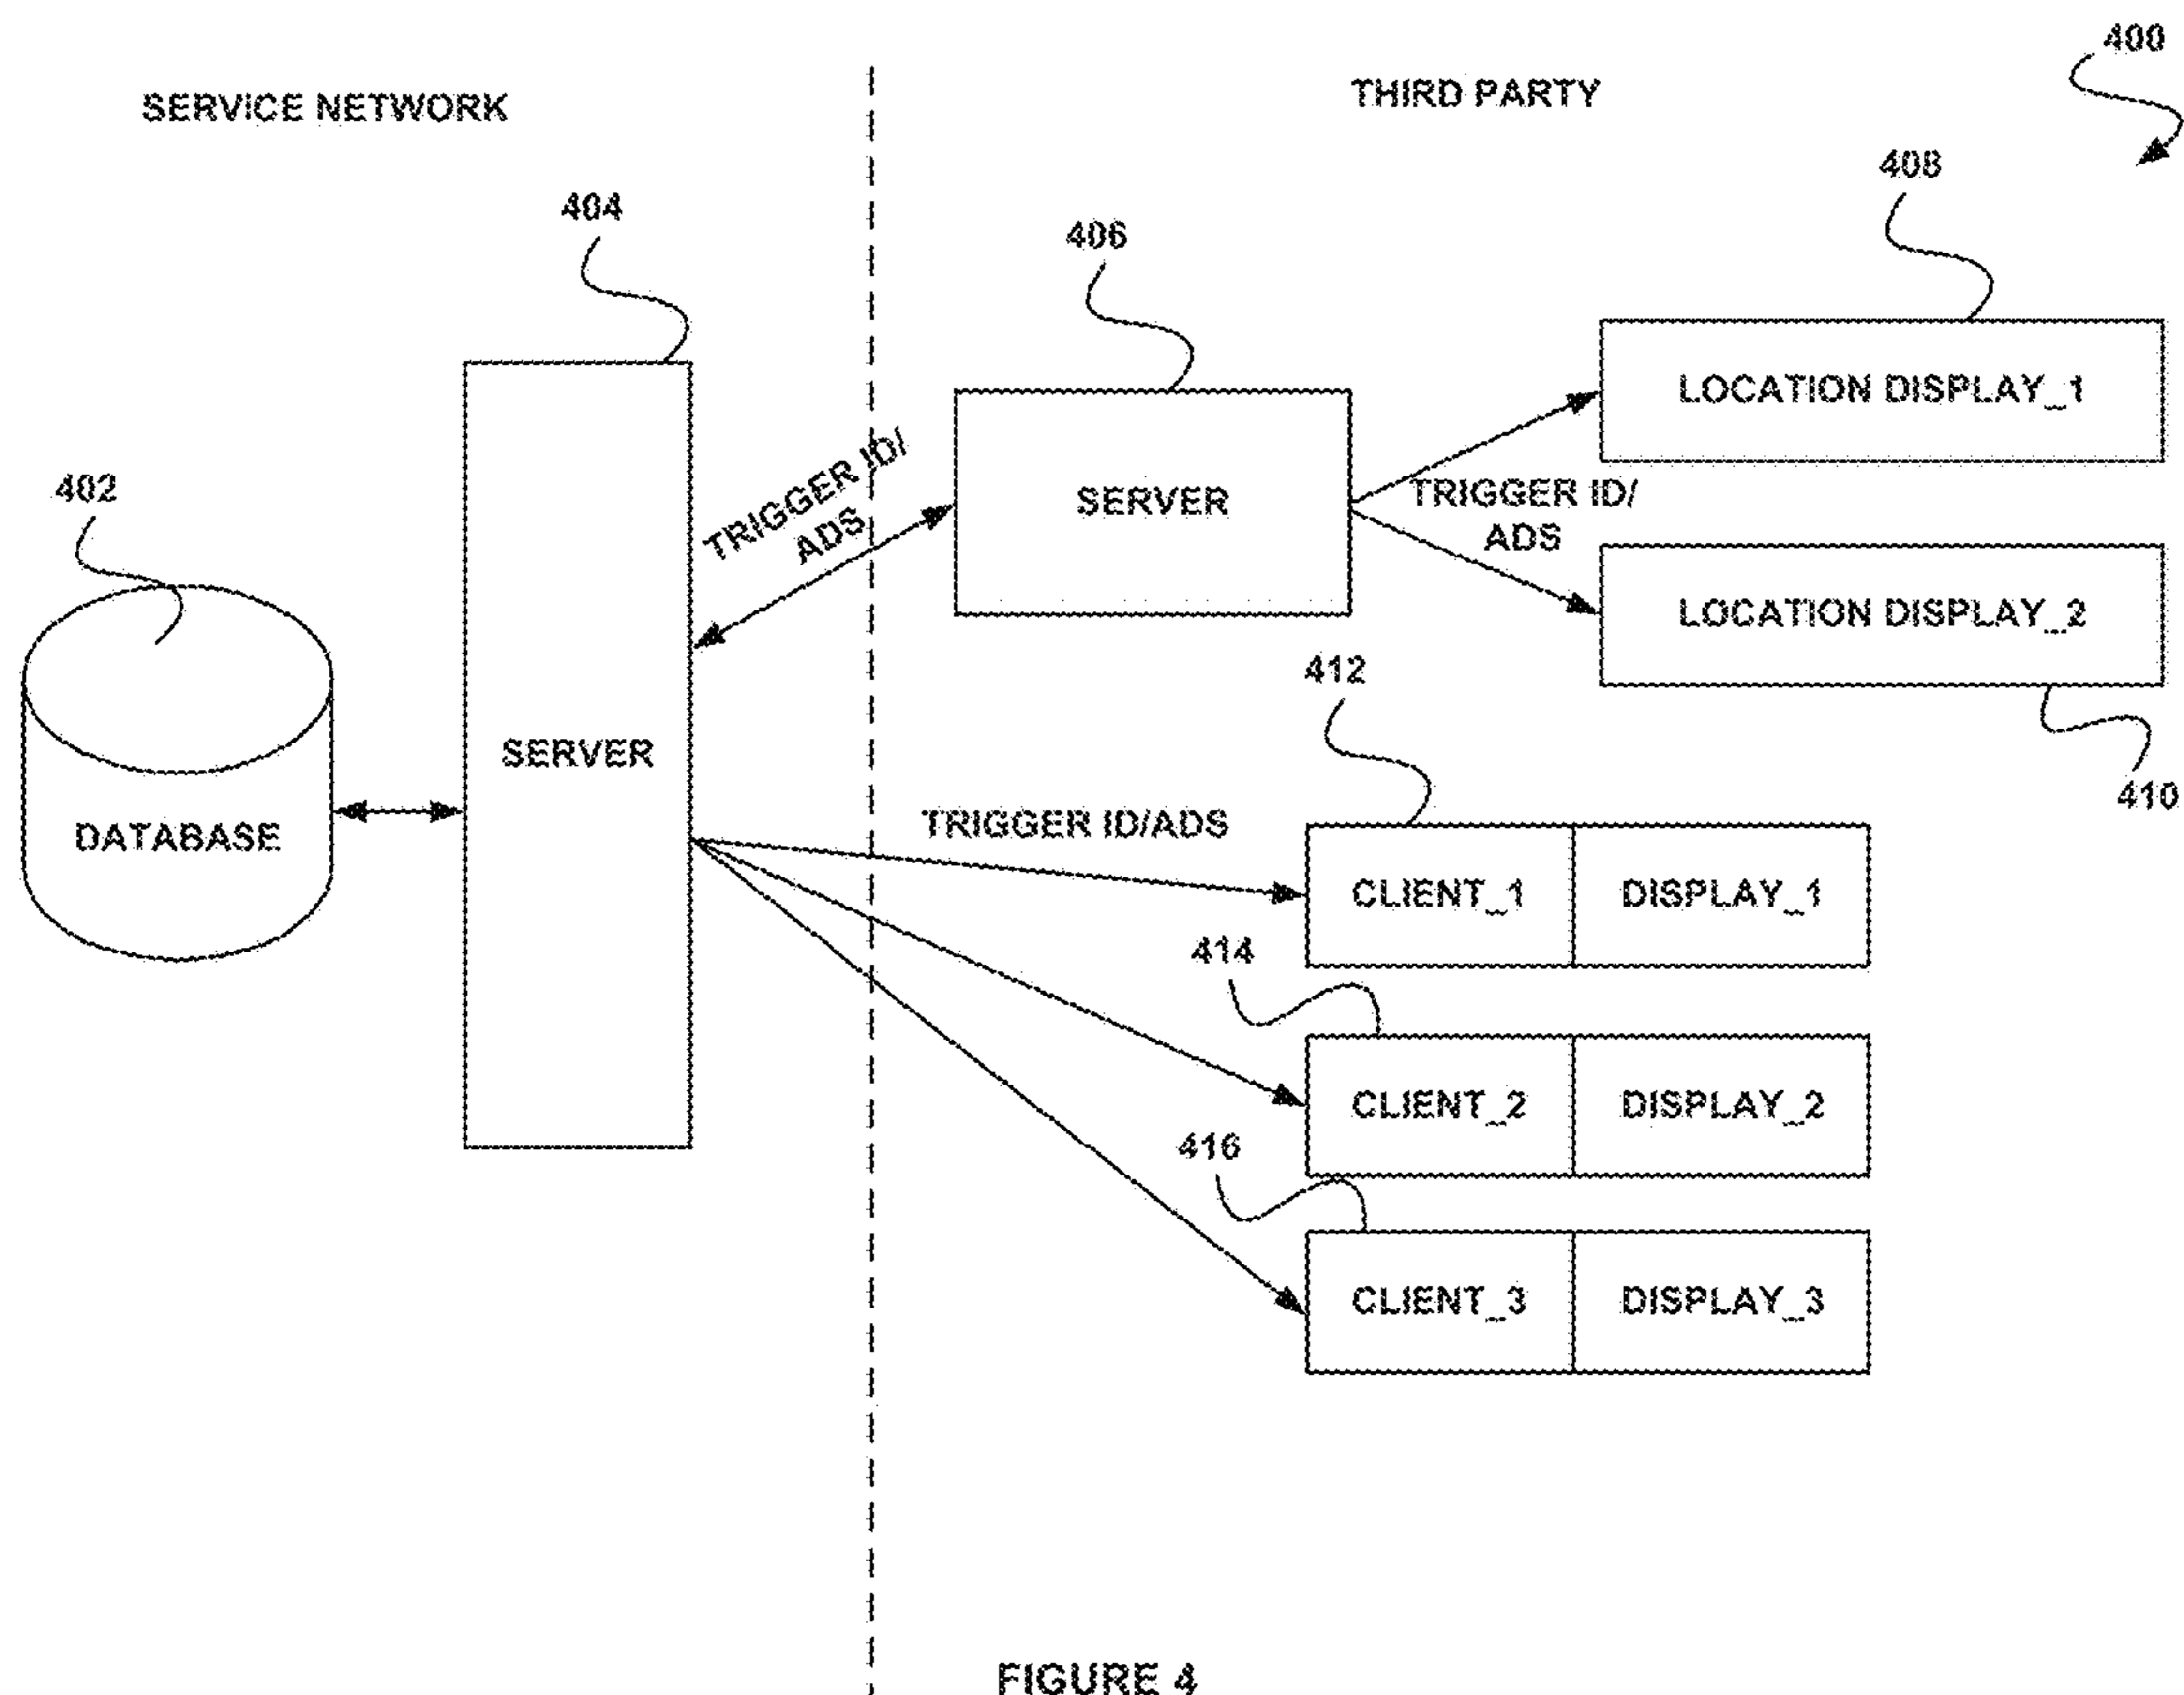 400
SERVICE NETWORK
THIRD PARTY
408
404
406
LOCATION DISPLAY_1
TRIGGER ID/
ADS
SERVER
TRIGGER ID/
ADS
402
LOCATION DISPLAY_2
412
SERVER
410
DATABASE
TRIGGER ID/ADS
CLIENT_1
DISPLAY_1
414
CLIENT_2
DISPLAY_2
416
CLIENT_3
DISPLAY_3
FIGURE 4